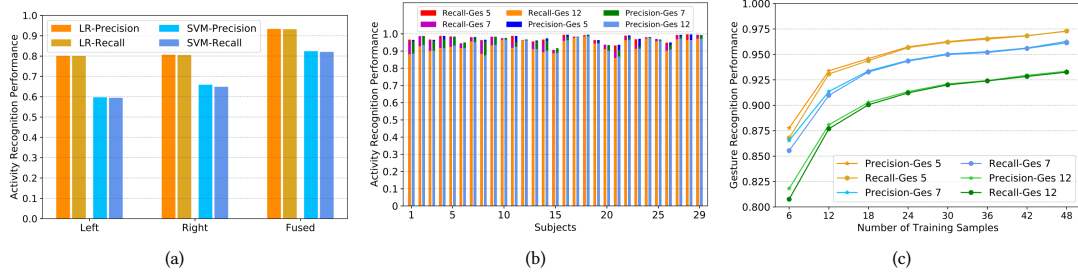 Activity Recognition Performance
1.0
0.9
0.8
0.7
0.6
0.5
0.4
0.3
0.2
0.1
0.0
LR-Precision SVM-Precision
LR-Recall SVM-Recall
Left Right Fused
(a)
Activity Recognition Performance
1
0.9
0.8
0.7
0.6
0.5
0.4
0.3
0.2
0.1
0
Recall-Ges 5 Recall-Ges 12 Precision-Ges 7
Recall-Ges 7 Precision-Ges 5 Precision-Ges 12
1 5 10 15 20 25 29
Subjects
(b)
Gesture Recognition Performance
1.000
0.975
0.950
0.925
0.900
0.875
0.850
0.825
0.800
Precision-Ges 5 Recall-Ges 7
Recall-Ges 5 Precision-Ges 12
Precision-Ges 7 Recall-Ges 12
6 12 18 24 30 36 42 48
Number of Training Samples
(c)